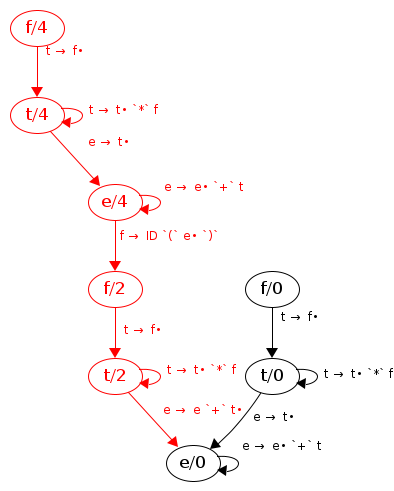 f/4
t → f•
t/4
t → t• `*` f
e → t•
e/4
e → e• `+` t
f → ID `(` e• `)`
f/2
f/0
t → f•
t → f•
t/2
t → t• `*` f
t/0
t → t• `*` f
e → e `+` t•
e → t•
e/0
e → e• `+` t